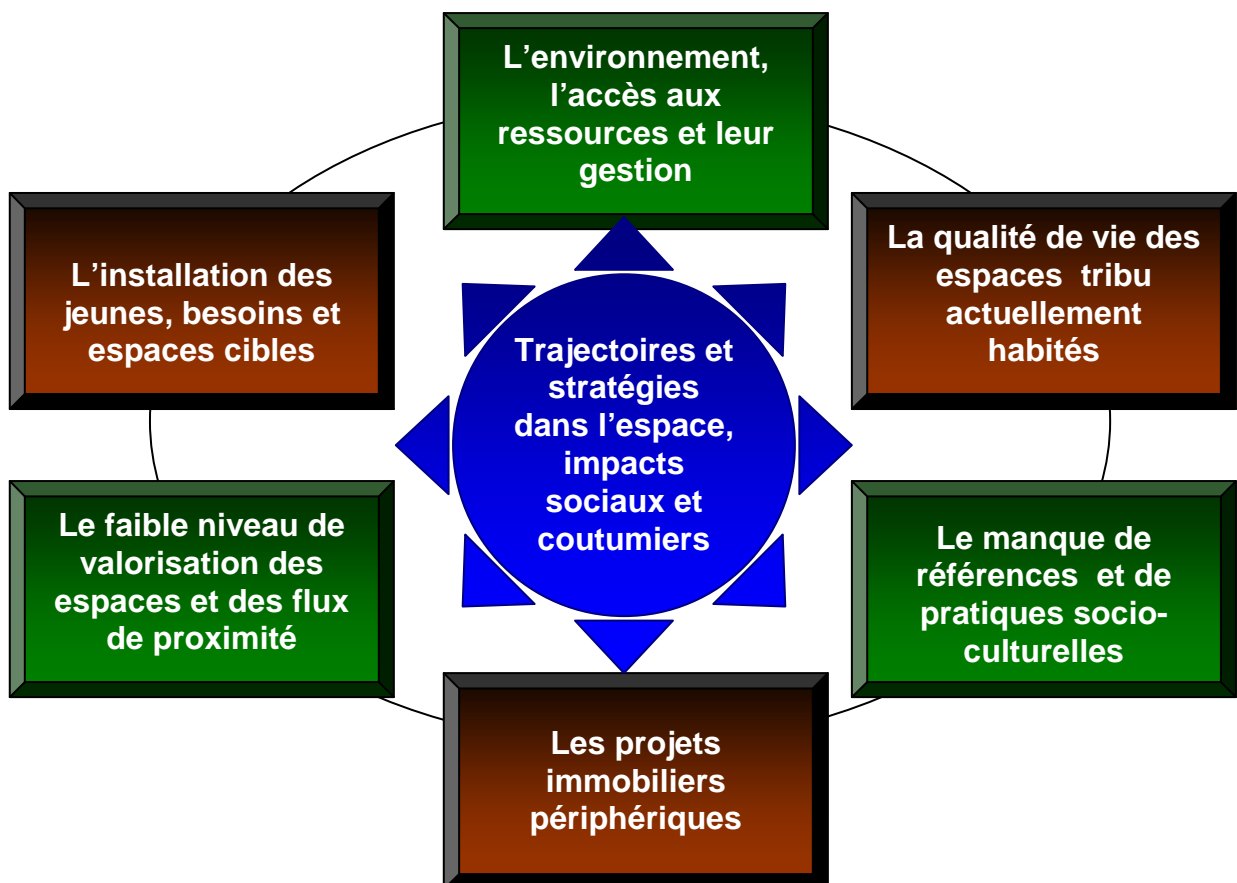 L’environnement,
l’accès aux
ressources et leur
gestion
L’installation des
jeunes, besoins et
espaces cibles
La qualité de vie des
espaces tribu
actuellement
habités
Trajectoires et
stratégies
dans l’espace,
impacts
sociaux et
coutumiers
Le faible niveau de
valorisation des
espaces et des flux
de proximité
Le manque de
références et de
pratiques socio-
culturelles
Les projets
immobiliers
périphériques